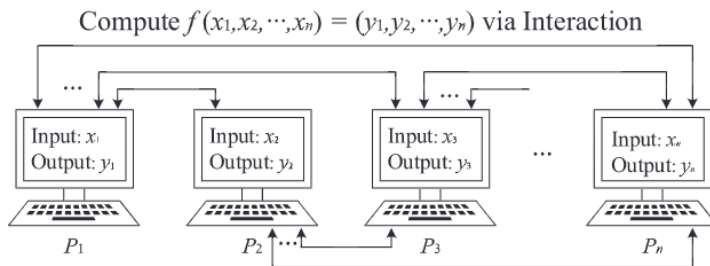 Compute f(x₁,x₂,⋯,xₙ) = (y₁,y₂,⋯,yₙ) via Interaction
... ...
Input: x₁ Input: x₂ Input: x₃ Input: xₙ
Output: y₁ Output: y₂ Output: y₃ ... Output: yₙ
P₁ P₂ ... P₃ Pₙ